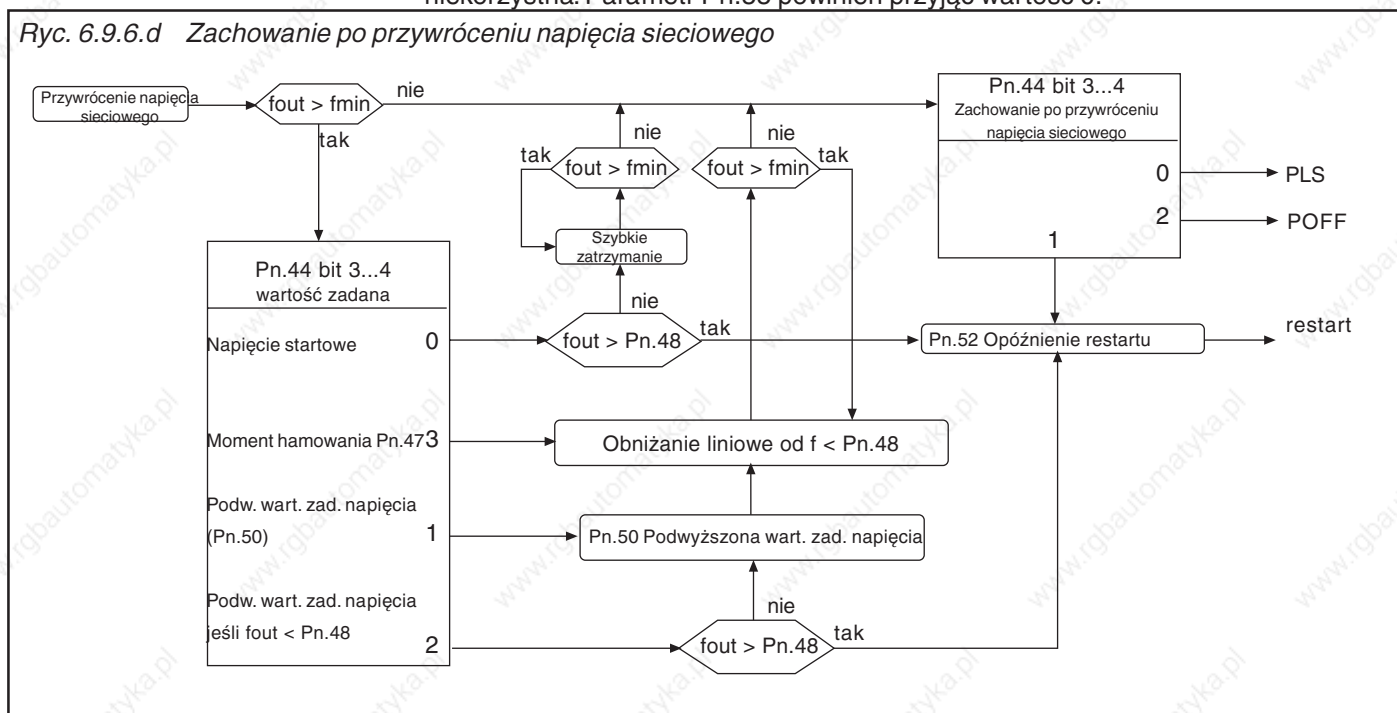 niekorzystna. Parametr Pn.53 powinien przyjąć wartość 0.
Ryc. 6.9.6.d Zachowanie po przywróceniu napięcia sieciowego
Przywrócenie napięcia
sieciowego
fout > fmin
nie
tak
Pn.44 bit 3...4
Zachowanie po przywróceniu
napięcia sieciowego
0
PLS
2
POFF
1
nie
nie
tak
fout > fmin
fout > fmin
tak
Szybkie
zatrzymanie
nie
Pn.44 bit 3...4
wartość zadana
Napięcie startowe
0
fout > Pn.48
tak
Pn.52 Opóźnienie restartu
restart
Moment hamowania Pn.47
3
Obniżanie liniowe od f < Pn.48
Podw. wart. zad. napięcia
(Pn.50)
1
Pn.50 Podwyższona wart. zad. napięcia
Podw. wart. zad. napięcia
jeśli fout < Pn.48
2
nie
fout > Pn.48
tak
www.rgbautomatyka.pl